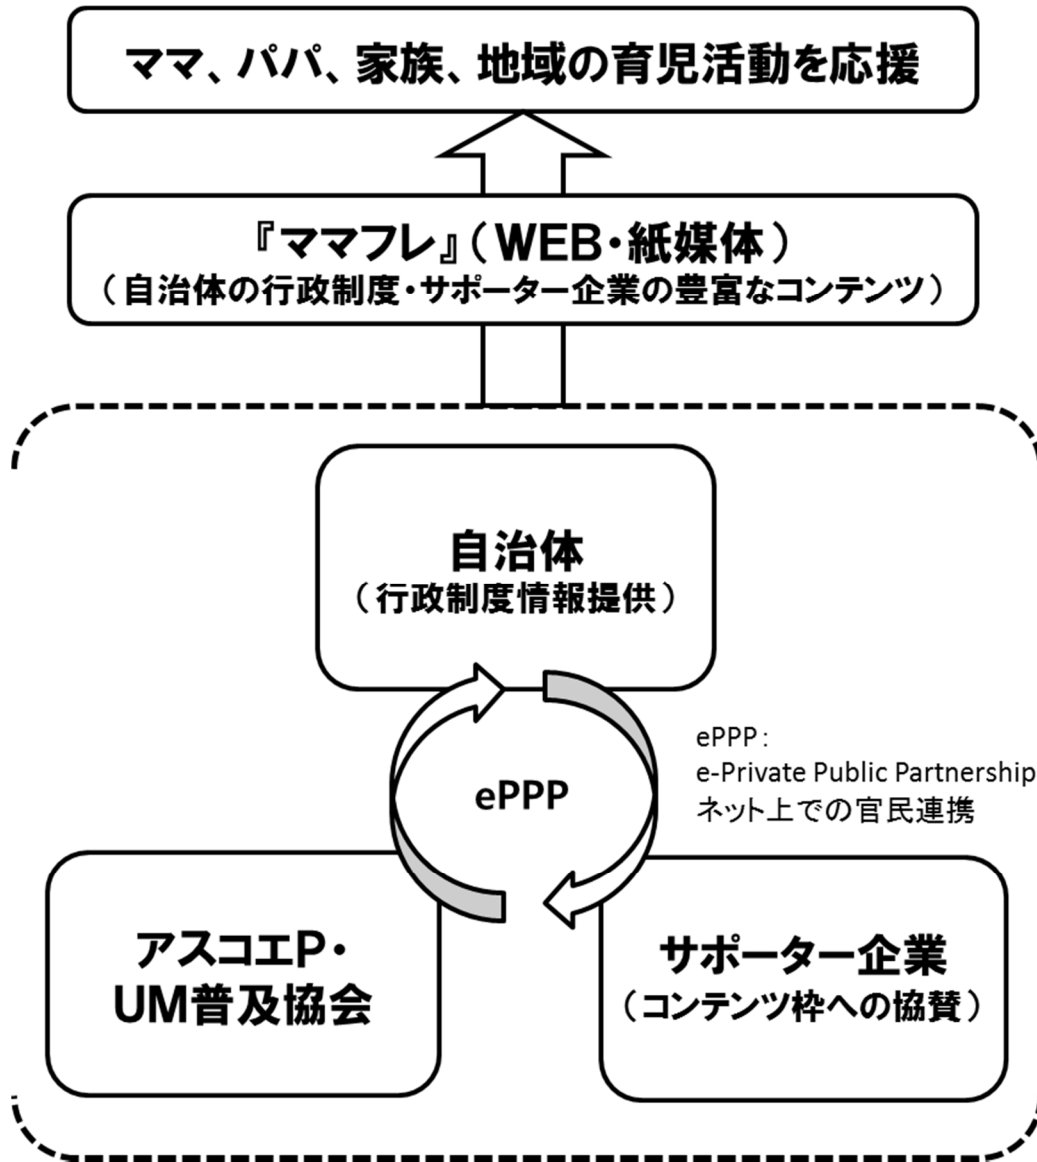 ママ、パパ、家族、地域の育児活動を応援
『ママフレ』（WEB・紙媒体）
（自治体の行政制度・サポーター企業の豊富なコンテンツ）
自治体
（行政制度情報提供）
ePPP
ePPP：
e-Private Public Partnership
ネット上での官民連携
アスコエP・
UM普及協会
サポーター企業
（コンテンツ枠への協賛）